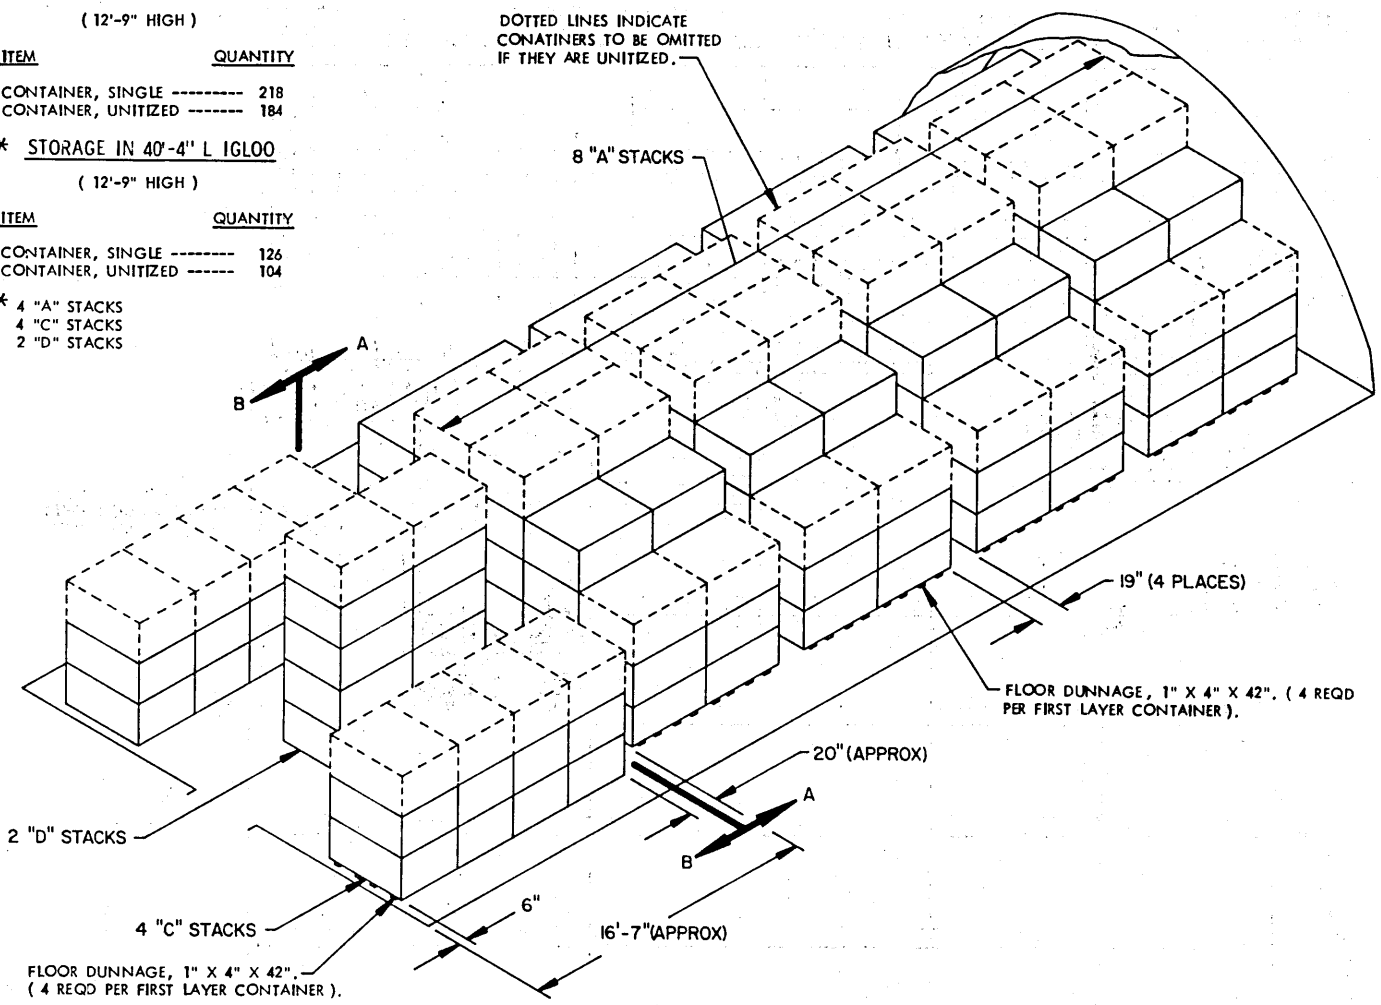 ( 12'-9" HIGH )
ITEM QUANTITY
CONTAINER, SINGLE --------- 218
CONTAINER, UNITIZED ------- 184
* STORAGE IN 40'-4" L IGLOO
( 12'-9" HIGH )
ITEM QUANTITY
CONTAINER, SINGLE -------- 126
CONTAINER, UNITIZED ------ 104
* 4 "A" STACKS
4 "C" STACKS
2 "D" STACKS
DOTTED LINES INDICATE
CONATINERS TO BE OMITTED
IF THEY ARE UNITIZED.
8 "A" STACKS
A
B
19" (4 PLACES)
FLOOR DUNNAGE, 1" X 4" X 42". ( 4 REQD
PER FIRST LAYER CONTAINER ).
20" (APPROX)
A
B
2 "D" STACKS
6"
16'-7"(APPROX)
4 "C" STACKS
FLOOR DUNNAGE, 1" X 4" X 42".
( 4 REQD PER FIRST LAYER CONTAINER ).